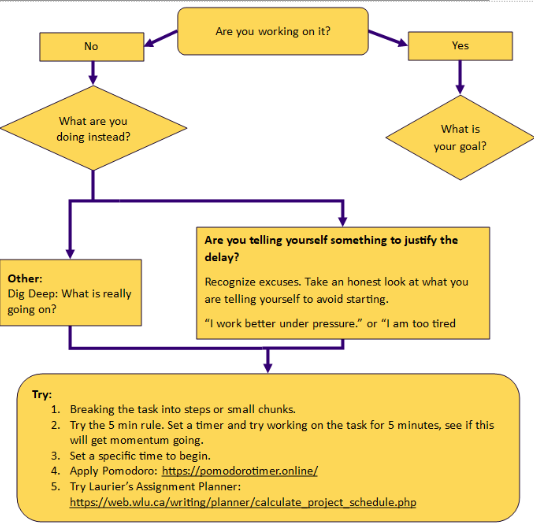 Are you working on it?
No
Yes
What are you
doing instead?
What is
your goal?
Other:
Dig Deep: What is really
going on?
Are you telling yourself something to justify the
delay?
Recognize excuses. Take an honest look at what you
are telling yourself to avoid starting.
“I work better under pressure.” or “I am too tired
Try:
1. Breaking the task into steps or small chunks.
2. Try the 5 min rule. Set a timer and try working on the task for 5 minutes, see if this
will get momentum going.
3. Set a specific time to begin.
4. Apply Pomodoro: https://pomodorotimer.online/
5. Try Laurier’s Assignment Planner:
https://web.wlu.ca/writing/planner/calculate_project_schedule.php